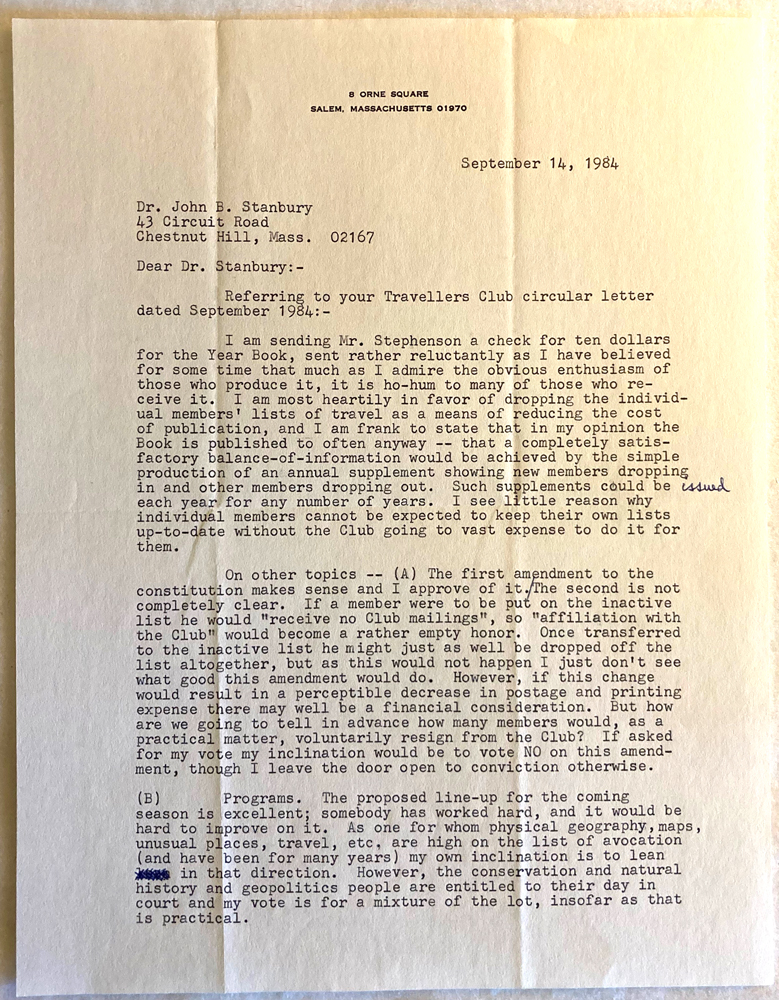 8 ORNE SQUARE
SALEM, MASSACHUSETTS 01970
September 14, 1984
Dr. John B. Stanbury
43 Circuit Road
Chestnut Hill, Mass. 02167
Dear Dr. Stanbury:-
Referring to your Travellers Club circular letter
dated September 1984:-
I am sending Mr. Stephenson a check for ten dollars
for the Year Book, sent rather reluctantly as I have believed
for some time that much as I admire the obvious enthusiasm of
those who produce it, it is ho-hum to many of those who re-
ceive it. I am most heartily in favor of dropping the individ-
ual members' lists of travel as a means of reducing the cost
of publication, and I am frank to state that in my opinion the
Book is published to often anyway -- that a completely satis-
factory balance-of-information would be achieved by the simple
production of an annual supplement showing new members dropping
in and other members dropping out. Such supplements could be issued
each year for any number of years. I see little reason why
individual members cannot be expected to keep their own lists
up-to-date without the Club going to vast expense to do it for
them.
On other topics -- (A) The first amendment to the
constitution makes sense and I approve of it./The second is not
completely clear. If a member were to be put on the inactive
list he would "receive no Club mailings", so "affiliation with
the Club" would become a rather empty honor. Once transferred
to the inactive list he might just as well be dropped off the
list altogether, but as this would not happen I just don't see
what good this amendment would do. However, if this change
would result in a perceptible decrease in postage and printing
expense there may well be a financial consideration. But how
are we going to tell in advance how many members would, as a
practical matter, voluntarily resign from the Club? If asked
for my vote my inclination would be to vote NO on this amend-
ment, though I leave the door open to conviction otherwise.
(B) Programs. The proposed line-up for the coming
season is excellent; somebody has worked hard, and it would be
hard to improve on it. As one for whom physical geography, maps,
unusual places, travel, etc. are high on the list of avocation
(and have been for many years) my own inclination is to lean
in that direction. However, the conservation and natural
history and geopolitics people are entitled to their day in
court and my vote is for a mixture of the lot, insofar as that
is practical.